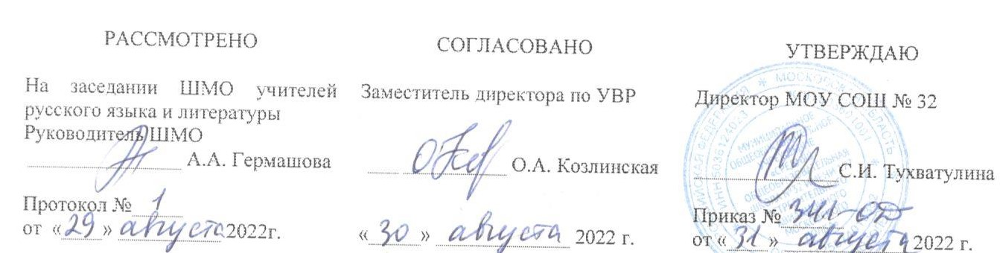 РАССМОТРЕНО
На заседании ШМО учителей
русского языка и литературы
Руководитель ШМО
А.А. Гермашова
Протокол № 1
от «29» августа 2022г.
СОГЛАСОВАНО
Заместитель директора по УВР
О.А. Козлинская
«30» августа 2022 г.
УТВЕРЖДАЮ
Директор МОУ СОШ № 32
С.И. Тухватулина
Приказ № 341-ОД
от «31» августа 2022 г.